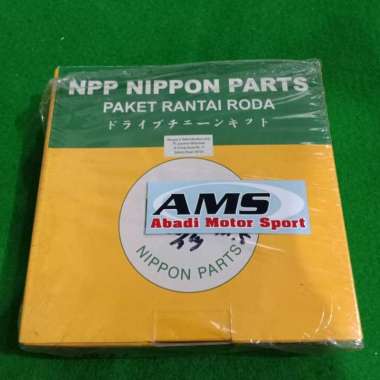 NPP NIPPON PARTS
PAKET RANTAI RODA
ドライブチェーンキット
AMS
Abadi Motor Sport
NIPPON PARTS